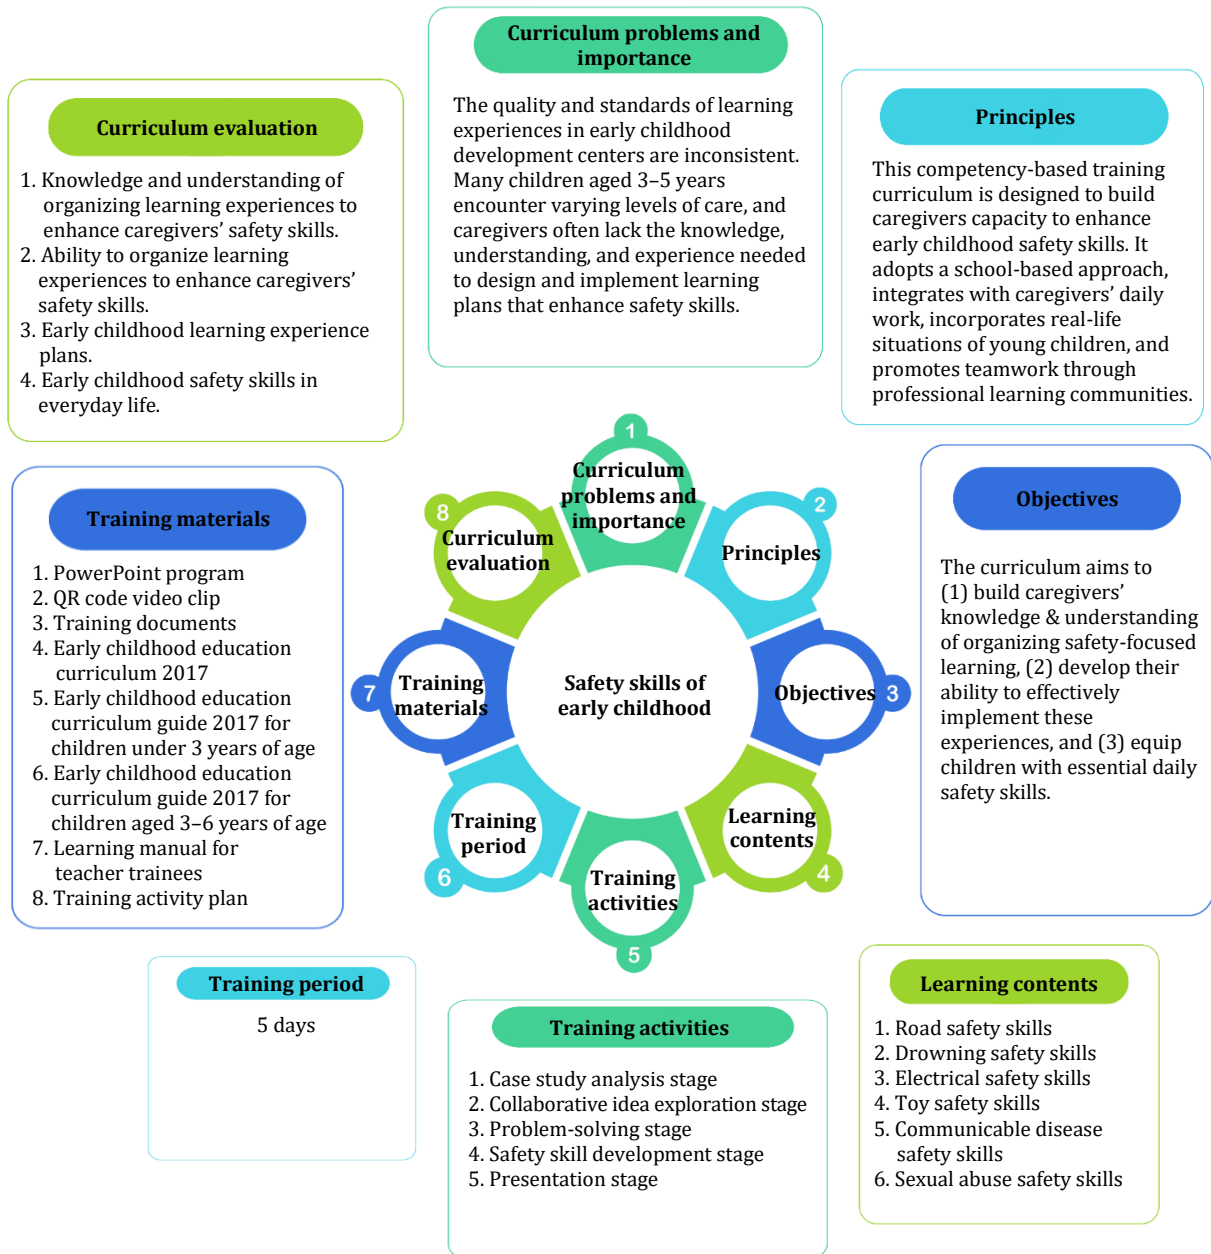 Curriculum problems and
importance
The quality and standards of learning
experiences in early childhood
development centers are inconsistent.
Many children aged 3–5 years
encounter varying levels of care, and
caregivers often lack the knowledge,
understanding, and experience needed
to design and implement learning
plans that enhance safety skills.
Curriculum evaluation
1. Knowledge and understanding of
organizing learning experiences to
enhance caregivers’ safety skills.
2. Ability to organize learning
experiences to enhance caregivers’
safety skills.
3. Early childhood learning experience
plans.
4. Early childhood safety skills in
everyday life.
Principles
This competency-based training
curriculum is designed to build
caregivers capacity to enhance
early childhood safety skills. It
adopts a school-based approach,
integrates with caregivers’ daily
work, incorporates real-life
situations of young children, and
promotes teamwork through
professional learning communities.
Training materials
1. PowerPoint program
2. QR code video clip
3. Training documents
4. Early childhood education
curriculum 2017
5. Early childhood education
curriculum guide 2017 for
children under 3 years of age
6. Early childhood education
curriculum guide 2017 for
children aged 3–6 years of age
7. Learning manual for
teacher trainees
8. Training activity plan
1
Curriculum
problems and
importance
2
Principles
3
Objectives
4
Learning
contents
5
Training
activities
6
Training
period
7
Training
materials
8
Curriculum
evaluation
Safety skills of
early childhood
Objectives
The curriculum aims to
(1) build caregivers’
knowledge & understanding
of organizing safety-focused
learning, (2) develop their
ability to effectively
implement these
experiences, and (3) equip
children with essential daily
safety skills.
Training period
5 days
Training activities
1. Case study analysis stage
2. Collaborative idea exploration stage
3. Problem-solving stage
4. Safety skill development stage
5. Presentation stage
Learning contents
1. Road safety skills
2. Drowning safety skills
3. Electrical safety skills
4. Toy safety skills
5. Communicable disease
safety skills
6. Sexual abuse safety skills